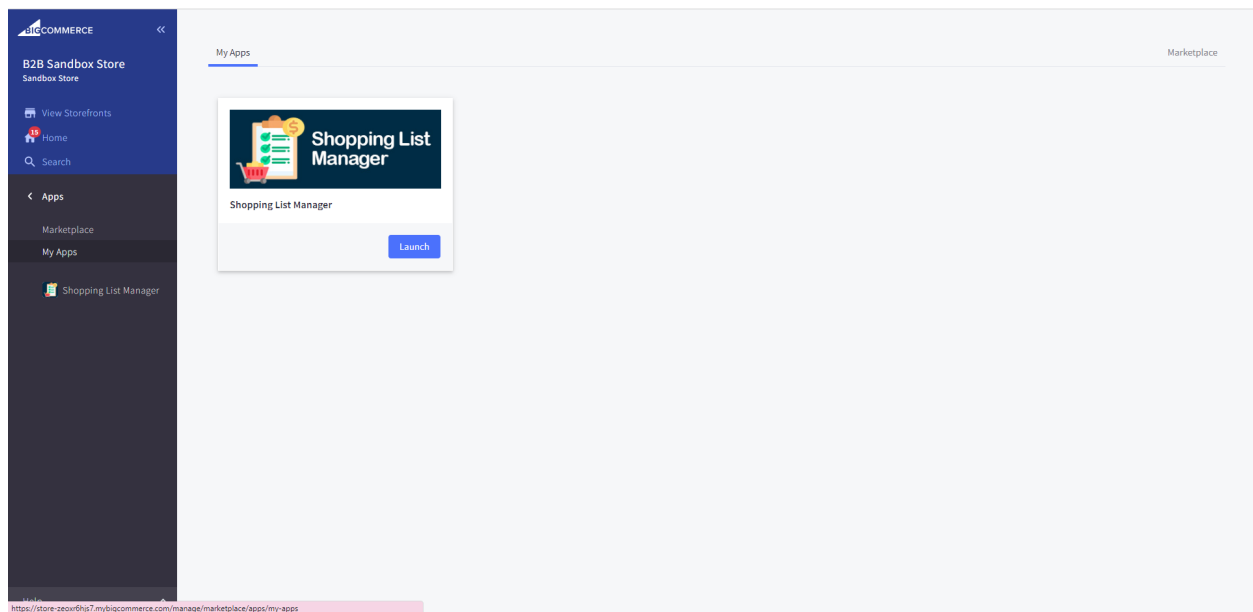 BIGCOMMERCE
B2B Sandbox Store
Sandbox Store
View Storefronts
15
Home
Search
Apps
Marketplace
My Apps
Shopping List Manager
My Apps
Marketplace
Shopping List
Manager
Shopping List Manager
Launch
Help
https://store-zeoxr6hjs7.mybigcommerce.com/manage/marketplace/apps/my-apps